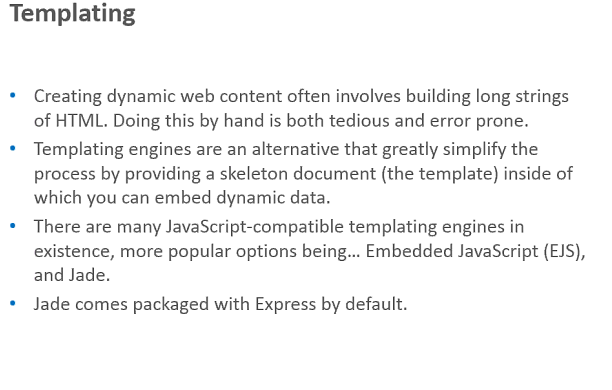 Templating
• Creating dynamic web content often involves building long strings
of HTML. Doing this by hand is both tedious and error prone.
• Templating engines are an alternative that greatly simplify the
process by providing a skeleton document (the template) inside of
which you can embed dynamic data.
• There are many JavaScript-compatible templating engines in
existence, more popular options being... Embedded JavaScript (EJS),
and Jade.
• Jade comes packaged with Express by default.